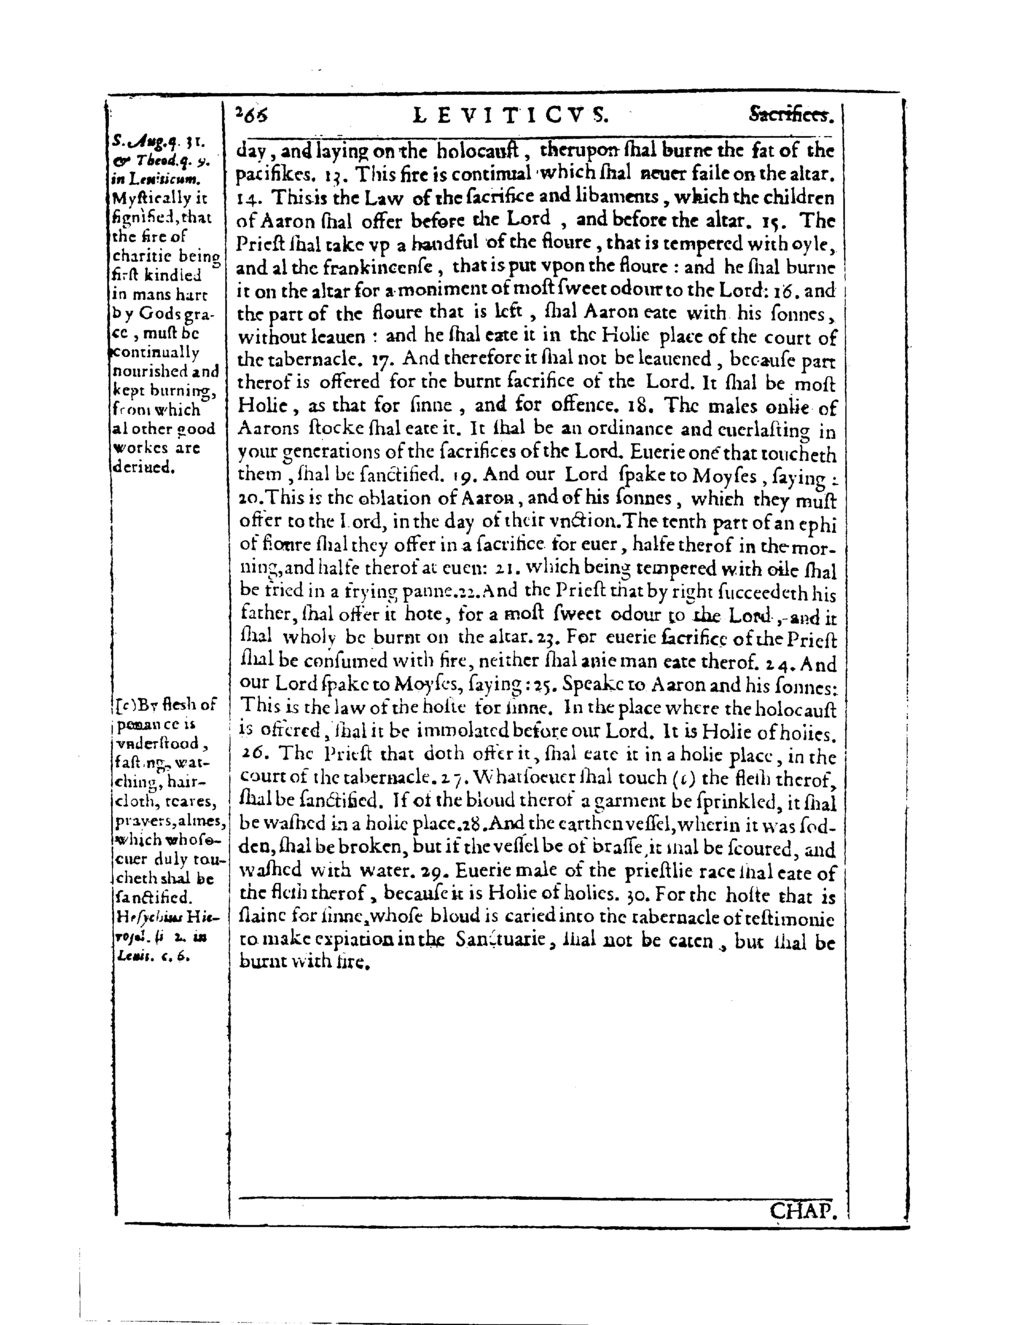 266 LEVITICVS. Sacrifices.
S. Aug. q. 31.
& Theod. q. 9.
in Leuiticum.
Myſtically it
ſignified, that
the fire of
charitie being
firſt kindled
in mans hart
by Gods gra-
ce, muſt be
continually
nourished and
kept burning,
from which
al other good
workes are
deriued.
[c) By flesh of
penance is
vnderſtood,
faſting, wat-
ching, hair-
cloth, teares,
prayers, almes,
which whoſo-
euer duly tou-
cheth shal be
ſanctified.
Heſychius Hie-
roſol. li 2. in
Leuit. c. 6.
day, and laying on the holocauſt, therupon ſhal burne the fat of the
pacifikes. 13. This fire is continual which ſhal neuer faile on the altar.
14. This is the Law of the ſacrifice and libaments, which the children
of Aaron ſhal offer before the Lord, and before the altar. 15. The
Prieſt ſhal take vp a handful of the floure, that is tempered with oyle,
and al the frankincenſe, that is put vpon the floure: and he ſhal burne
it on the altar for a moniment of moſt ſweet odour to the Lord: 16. and
the part of the floure that is left, ſhal Aaron eate with his ſonnes,
without leauen: and he ſhal eate it in the Holie place of the court of
the tabernacle. 17. And therefore it ſhal not be leauened, becauſe part
therof is offered for the burnt ſacrifice of the Lord. It ſhal be moſt
Holie, as that for ſinne, and for offence. 18. The males onlie of
Aarons ſtocke ſhal eate it. It ſhal be an ordinance and euerlaſting in
your generations of the ſacrifices of the Lord. Euerie one that toucheth
them, ſhal be ſanctified. 19. And our Lord ſpake to Moyſes, ſaying:
20. This is the oblation of Aaron, and of his ſonnes, which they muſt
offer to the Lord, in the day of their vnction. The tenth part of an ephi
of floure ſhal they offer in a ſacrifice for euer, halfe therof in the mor-
ning, and halfe therof at euen: 21. which being tempered with oile ſhal
be fried in a frying panne. 22. And the Prieſt that by right ſucceedeth his
father, ſhal offer it hote, for a moſt ſweet odour to the Lord, and it
ſhal wholy be burnt on the altar. 23. For euerie ſacrifice of the Prieſt
ſhal be conſumed with fire, neither ſhal anie man eate therof. 24. And
our Lord ſpake to Moyſes, ſaying: 25. Speake to Aaron and his ſonnes:
This is the law of the hoſte for ſinne. In the place where the holocauſt
is offered, ſhal it be immolated before our Lord. It is Holie of holies.
26. The Prieſt that doth offer it, ſhal eate it in a holie place, in the
court of the tabernacle. 27. Whatſoeuer ſhal touch (c) the fleſh therof,
ſhal be ſanctified. If of the bloud therof a garment be ſprinkled, it ſhal
be waſhed in a holie place. 28. And the earthen veſſel, wherin it was ſod-
den, ſhal be broken, but if the veſſel be of braſſe, it ſhal be ſcoured, and
waſhed with water. 29. Euerie male of the prieſtlie race ſhal eate of
the fleſh therof, becauſe it is Holie of holies. 30. For the hoſte that is
ſlaine for ſinne, whoſe bloud is caried into the tabernacle of teſtimonie
to make expiation in the Sanctuarie, ſhal not be eaten, but ſhal be
burnt with fire.
CHAP.